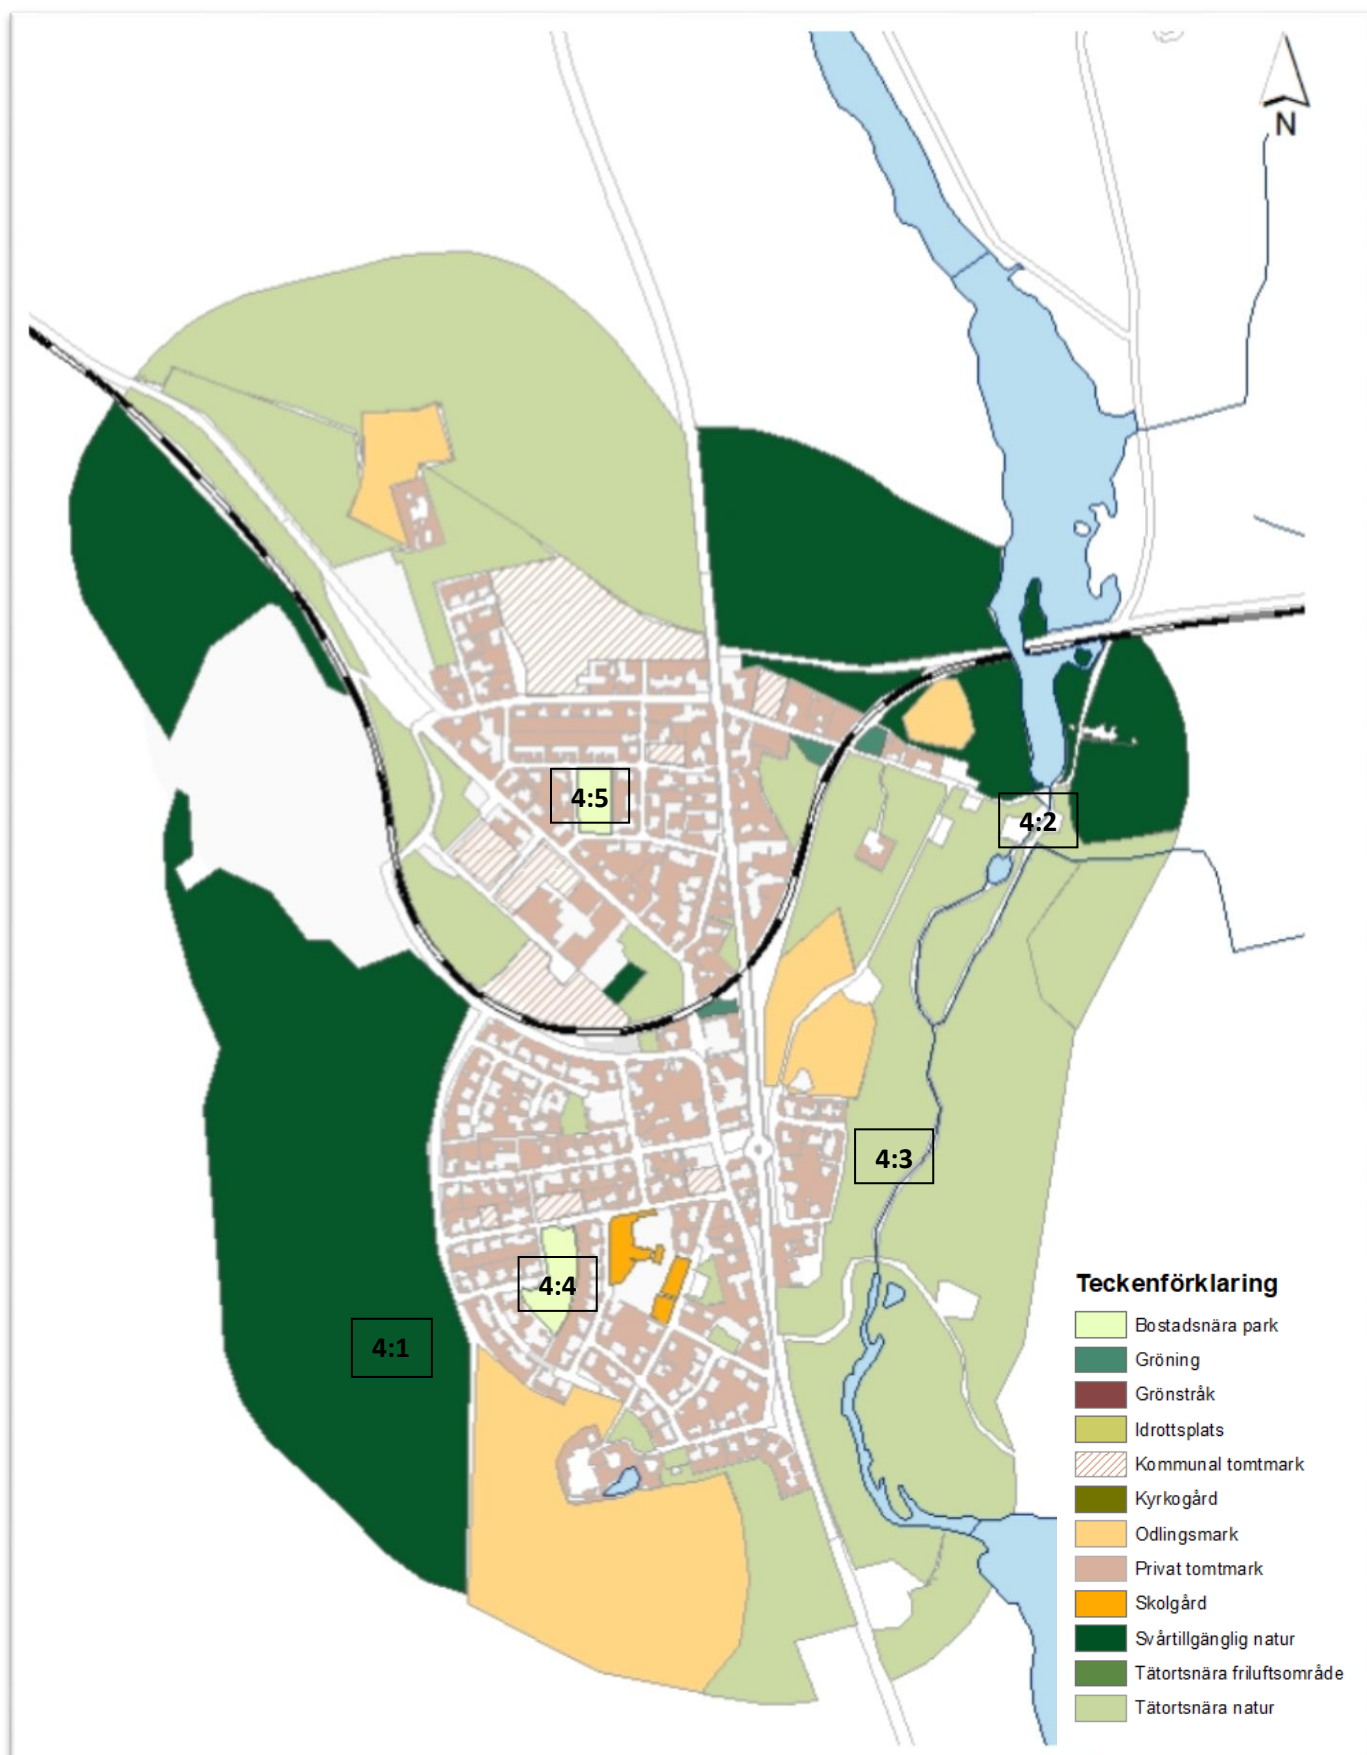 N
4:5
4:2
4:3
4:4
4:1
Teckenförklaring
Bostadsnära park
Gröning
Grönstråk
Idrottsplats
Kommunal tomtmark
Kyrkogård
Odlingsmark
Privat tomtmark
Skolgård
Svårtillgänglig natur
Tätortsnära friluftsområde
Tätortsnära natur